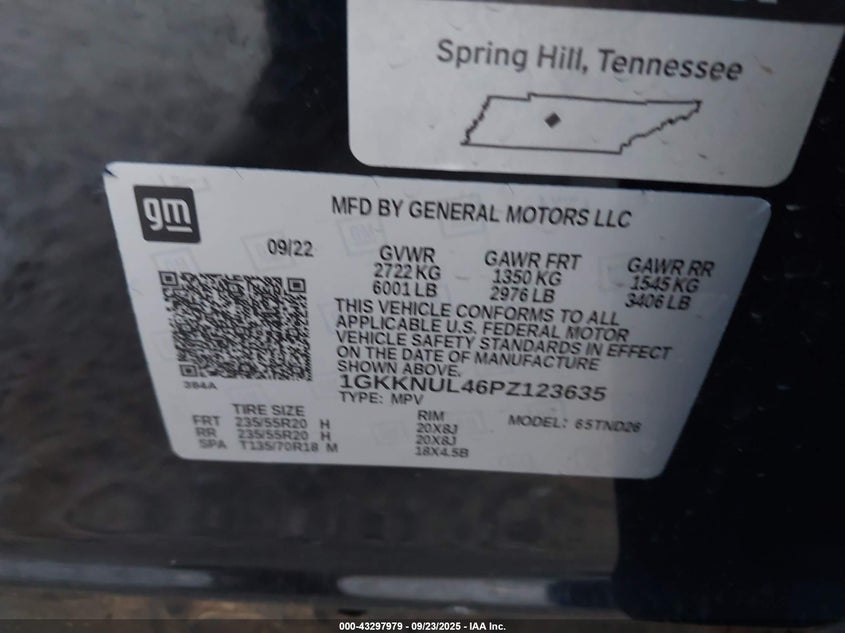 Spring Hill, Tennessee
gm
MFD BY GENERAL MOTORS LLC
09/22
GVWR GAWR FRT GAWR RR
2722 KG 1350 KG 1545 KG
6001 LB 2976 LB 3406 LB
THIS VEHICLE CONFORMS TO ALL
APPLICABLE U.S. FEDERAL MOTOR
VEHICLE SAFETY STANDARDS IN EFFECT
ON THE DATE OF MANUFACTURE
SHOWN ABOVE.
384A
1GKKNUL46PZ123635
TYPE: MPV
TIRE SIZE RIM MODEL: 65TND26
FRT 235/55R20 H 20X8J
RR 235/55R20 H 20X8J
SPA T135/70R18 M 18X4.5B
000-43297979 - 09/23/2025 - IAA Inc.